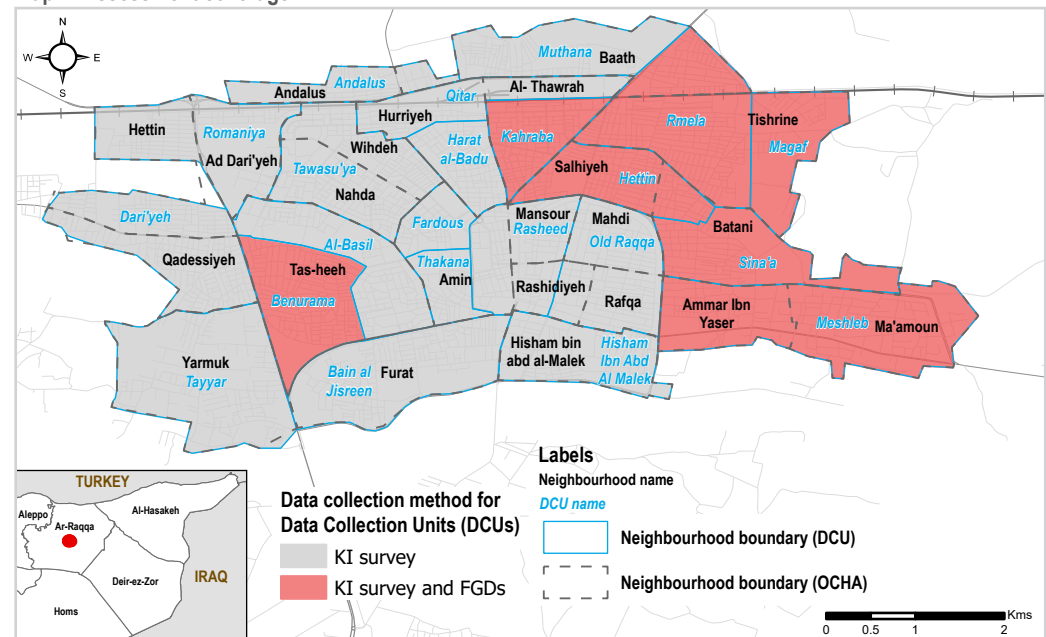 N
W
E
S
Muthana
Baath
Andalus
Andalus
Qitar
Al- Thawrah
Hettin
Romaniya
Hurriyeh
Kahraba
Rmela
Tishrine
Ad Dari'yeh
Wihdeh
Harat
al-Badu
Magaf
Tawasu'ya
Salhiyeh
Hettin
Nahda
Dari'yeh
Fardous
Mansour
Rasheed
Mahdi
Old Raqqa
Batani
Al-Basil
Qadessiyeh
Tas-heeh
Thakana
Amin
Sina'a
Benurama
Rashidiyeh
Rafqa
Ammar Ibn
Yaser
Meshleb
Ma'amoun
Hisham bin
abd al-Malek
Hisham
Ibn Abd
Al Malek
Yarmuk
Tayyar
Bain al
Jisreen
Furat
TURKEY
Aleppo
Ar-Raqqa
Al-Hasakeh
Deir-ez-Zor
IRAQ
Homs
Data collection method for
Data Collection Units (DCUs)
KI survey
KI survey and FGDs
Labels
Neighbourhood name
DCU name
Neighbourhood boundary (DCU)
Neighbourhood boundary (OCHA)
Kms
0 0.5 1 2